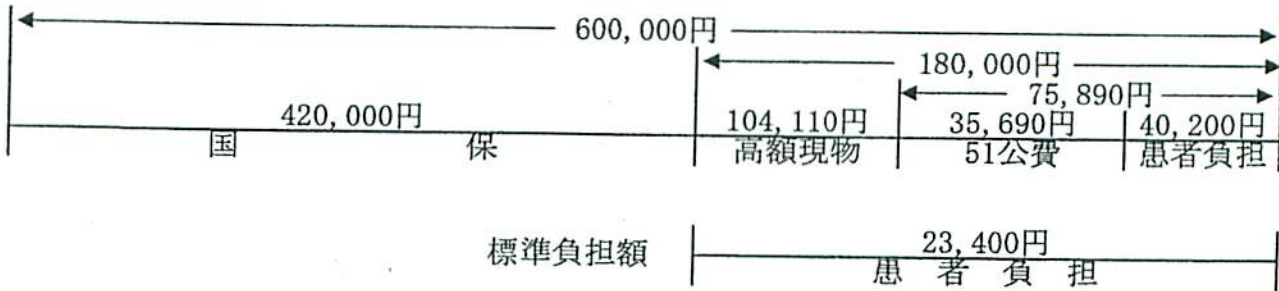 600,000円
180,000円
75,890円
420,000円 104,110円 35,690円 40,200円
国保 高額現物 51公費 患者負担
標準負担額 23,400円
患者負担